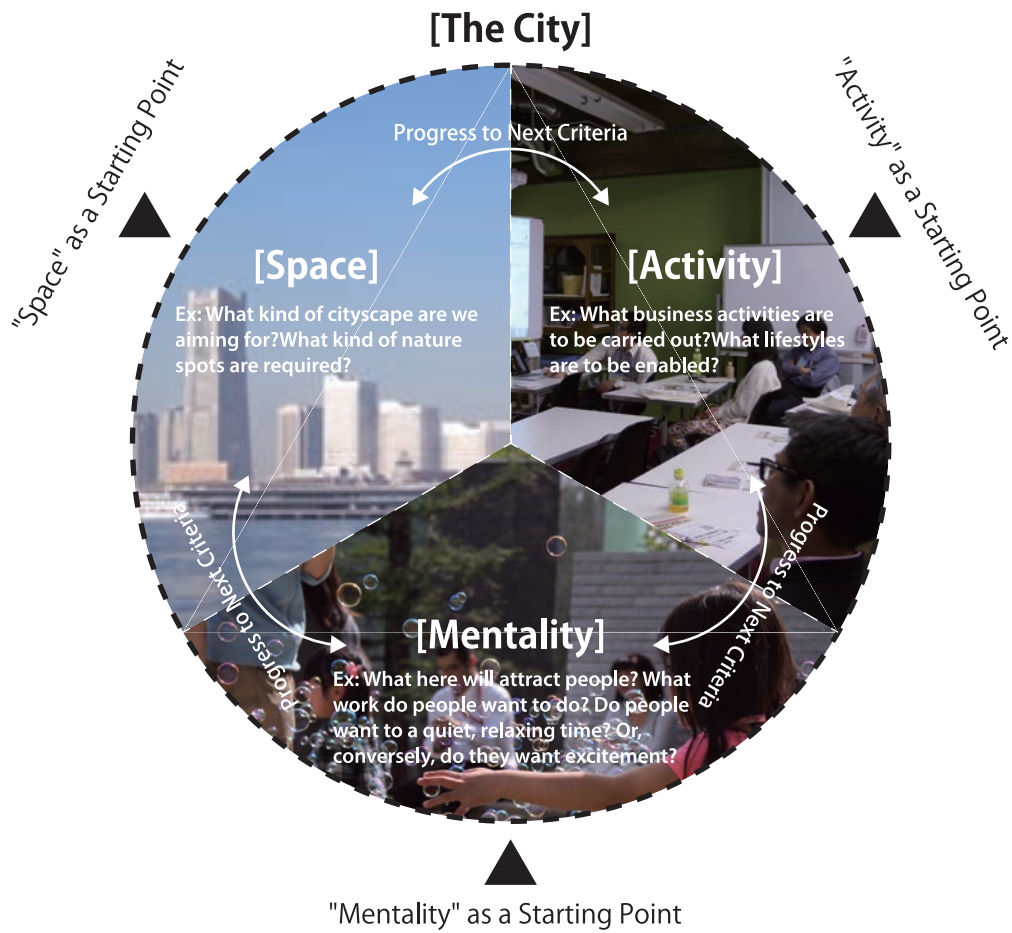 [The City]
"Space" as a Starting Point
"Activity" as a Starting Point
Progress to Next Criteria
[Space]
Ex: What kind of cityscape are we
aiming for?What kind of nature
spots are required?
[Activity]
Ex: What business activities are
to be carried out?What lifestyles
are to be enabled?
Progress to Next Criteria
Progress to Next Criteria
[Mentality]
Ex: What here will attract people? What
work do people want to do? Do people
want to a quiet, relaxing time? Or,
conversely, do they want excitement?
"Mentality" as a Starting Point